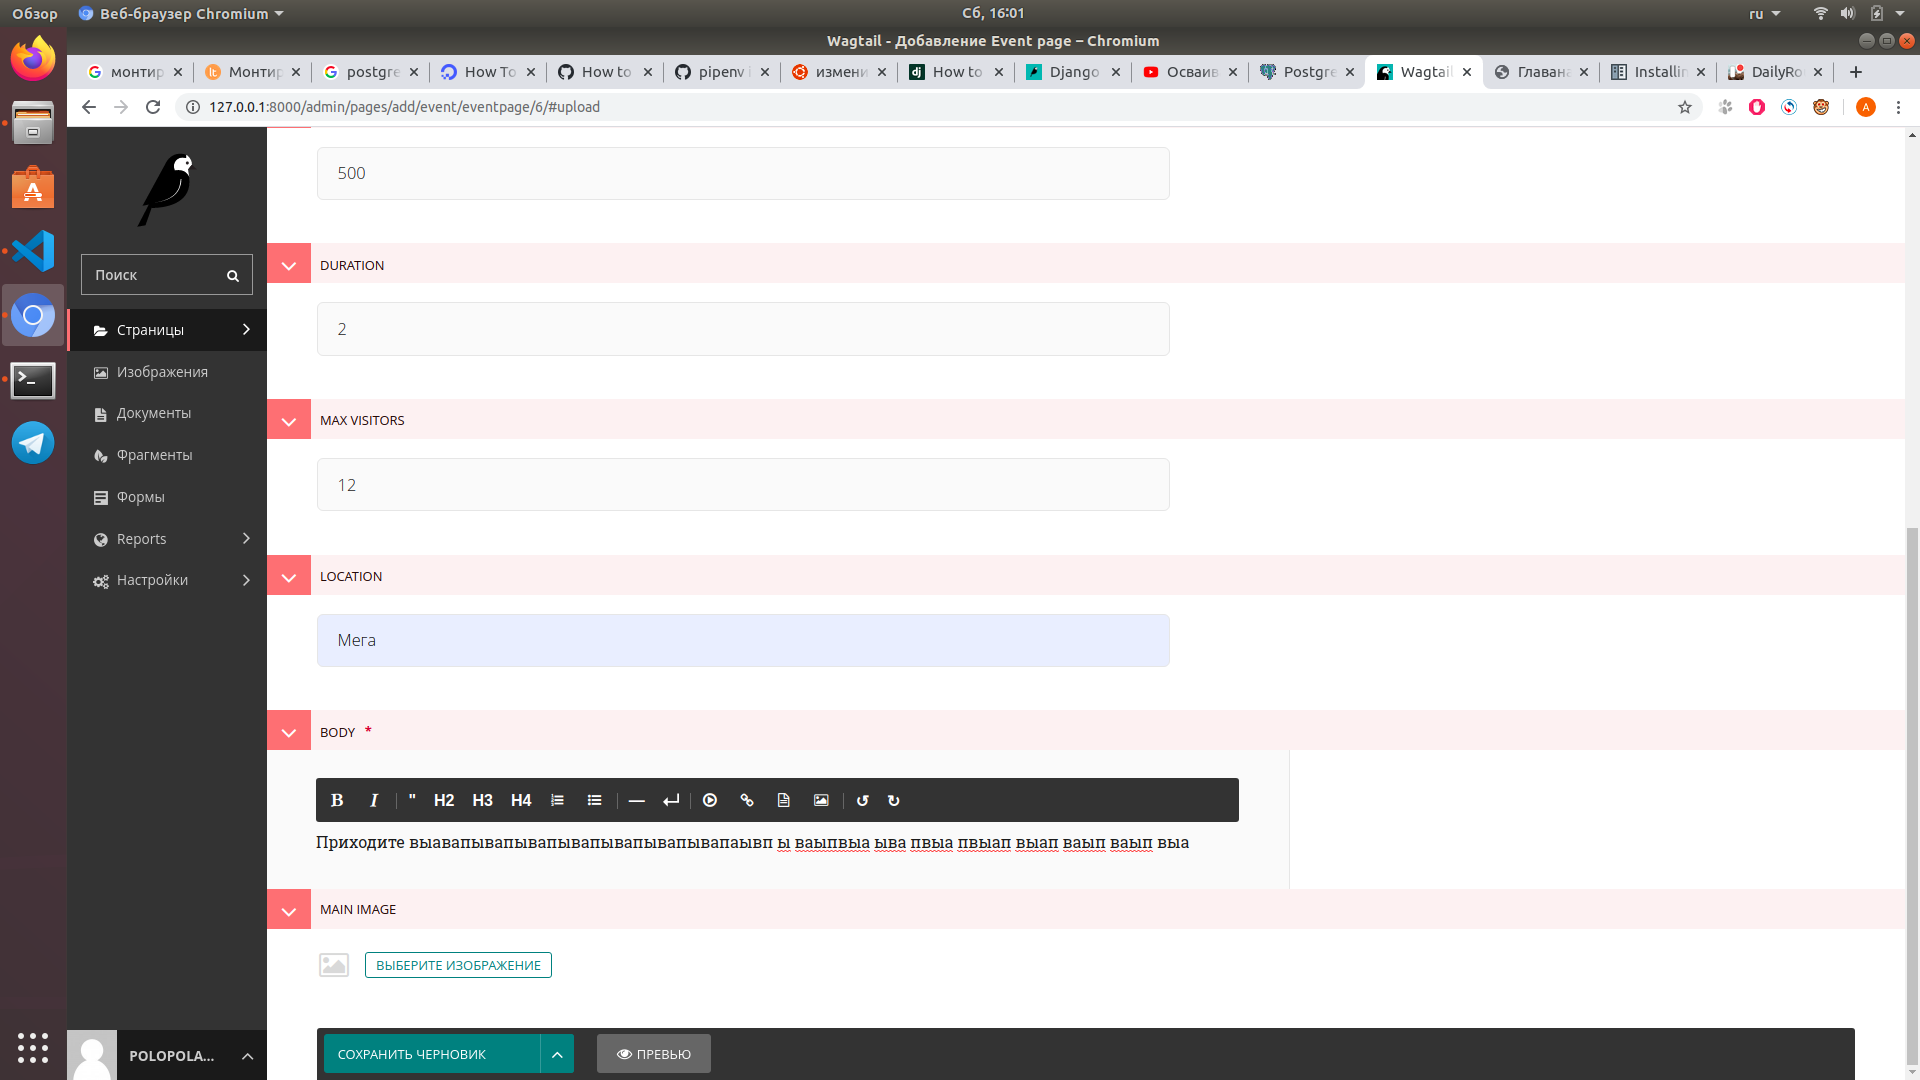 Обзор
Веб-браузер Chromium
Сб, 16:01
ru
Wagtail - Добавление Event page – Chromium
монтир
Монтир
postgre
How To
How to
pipenv i
измени
How to
Django
Осваив
Postgre
Wagtail
Главана
Installin
DailyRo
127.0.0.1:8000/admin/pages/add/event/eventpage/6/#upload
A
500
Поиск
DURATION
Страницы
2
Изображения
Документы
MAX VISITORS
Фрагменты
12
Формы
Reports
LOCATION
Настройки
Мега
BODY *
B I " H2 H3 H4
Приходите выавапывапывапывапывапывапывапаывп ы ваыпвыа ыва пвыа пвыап выап ваып ваып выа
MAIN IMAGE
ВЫБЕРИТЕ ИЗОБРАЖЕНИЕ
POLOPOLA...
СОХРАНИТЬ ЧЕРНОВИК
ПРЕВЬЮ